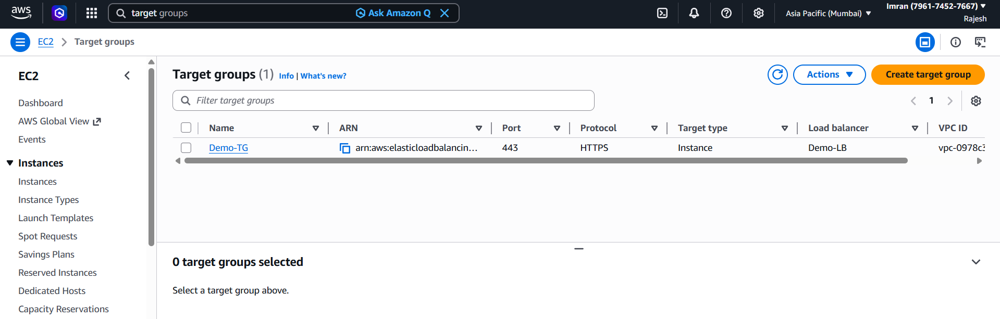 aws
target groups
Ask Amazon Q
Asia Pacific (Mumbai)
Imran (7961-7452-7667)
Rajesh
EC2
Target groups
EC2
Dashboard
AWS Global View
Events
Instances
Instances
Instance Types
Launch Templates
Spot Requests
Savings Plans
Reserved Instances
Dedicated Hosts
Capacity Reservations
Target groups (1) Info | What's new?
Actions
Create target group
Filter target groups
1
Name ARN Port Protocol Target type Load balancer VPC ID
Demo-TG arn:aws:elasticloadbalancin... 443 HTTPS Instance Demo-LB vpc-0978c3
0 target groups selected
Select a target group above.